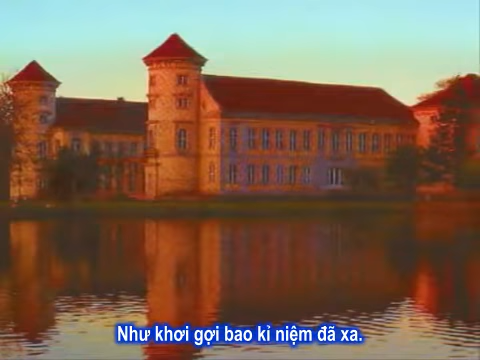 Như khơi gợi bao kỉ niệm đã xa.